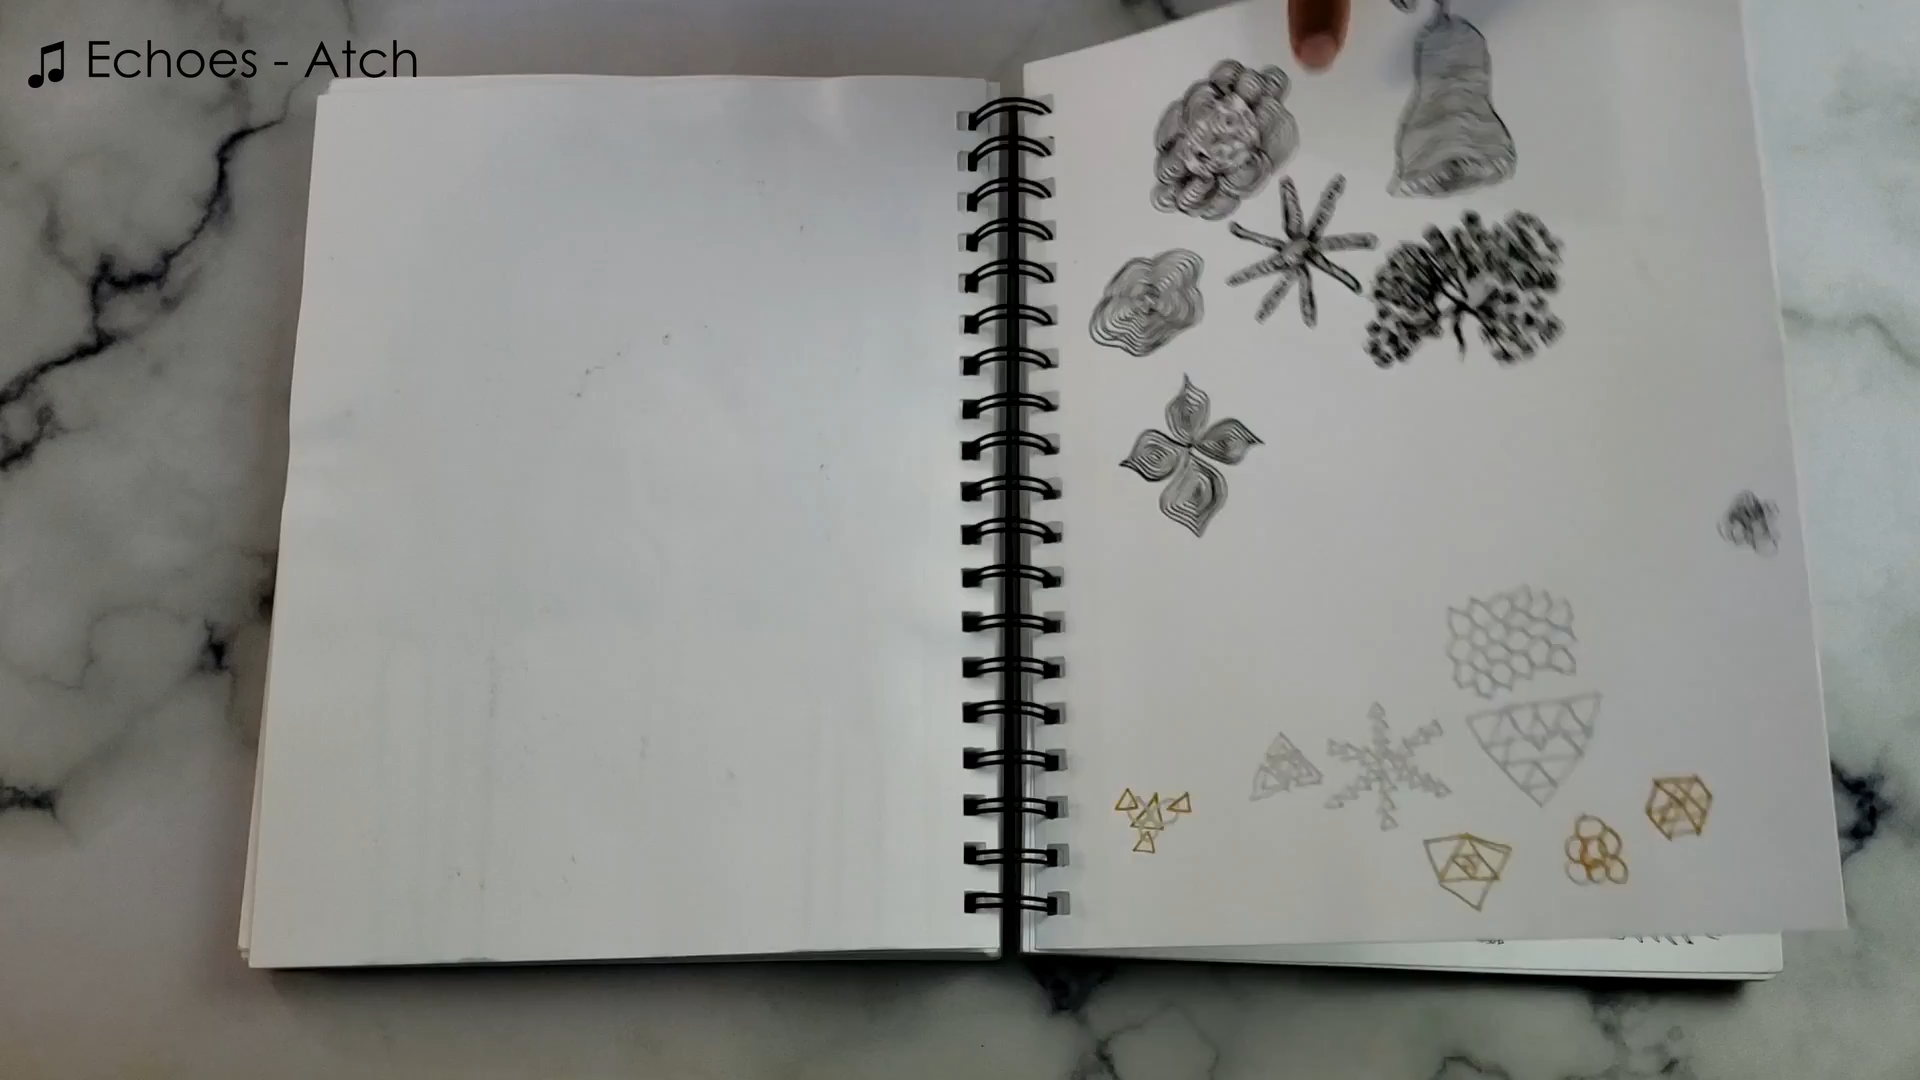 ♫ Echoes - Atch